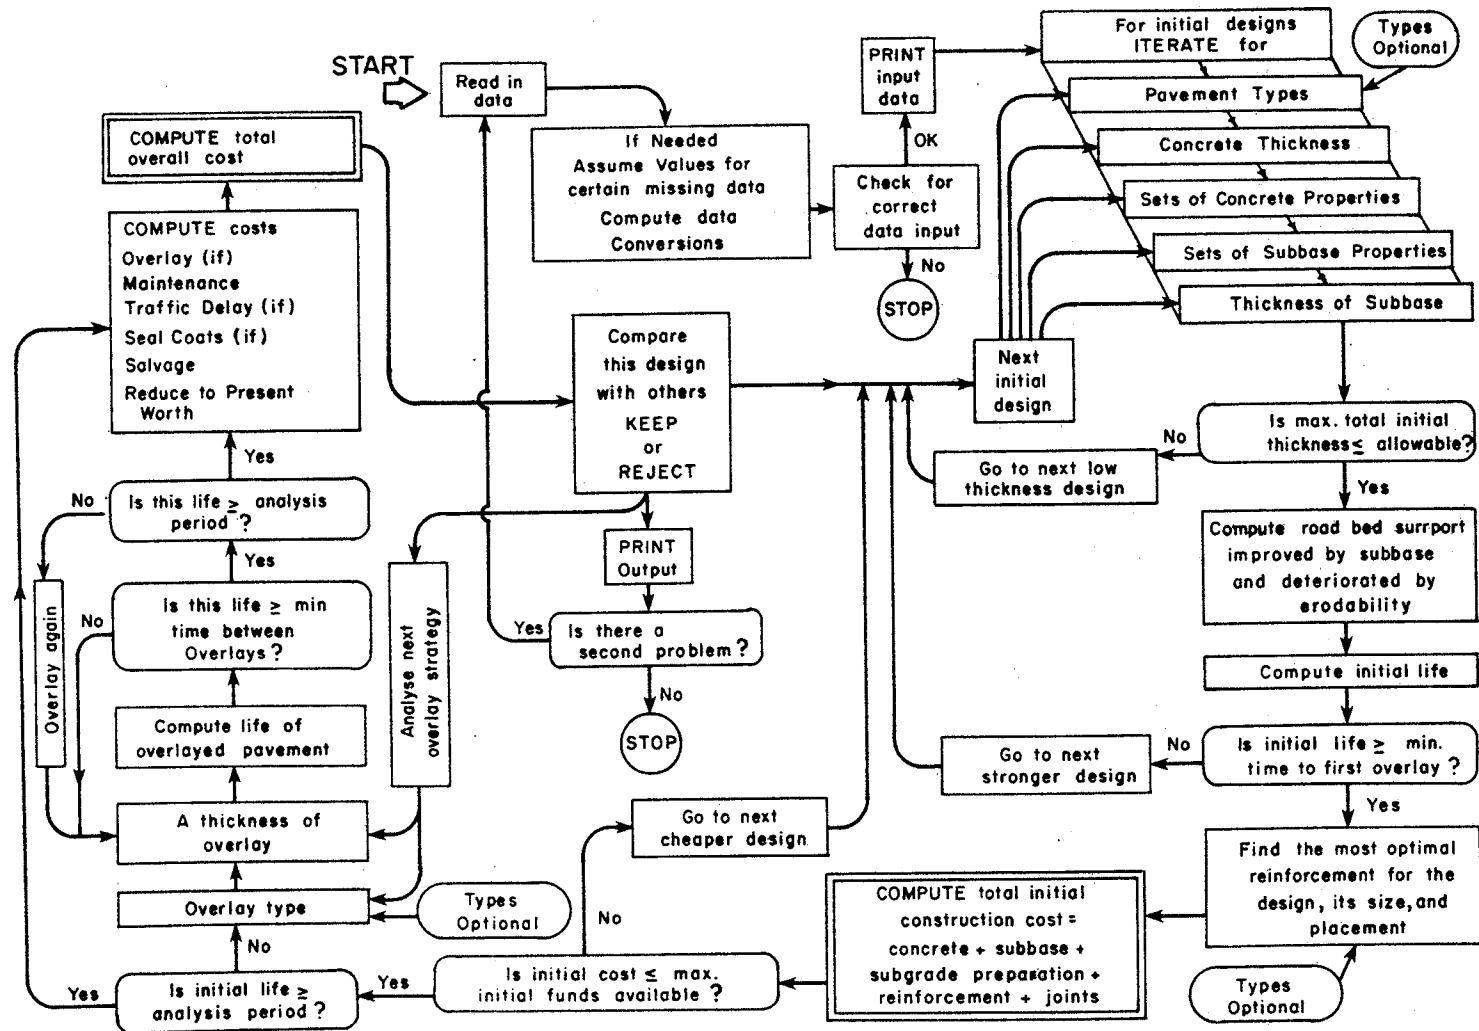 START
Read in
data
If Needed
Assume Values for
certain missing data
Compute data
Conversions
Check for
correct
data input
OK
No
STOP
PRINT
input
data
For initial designs
ITERATE for
Types
Optional
Pavement Types
Concrete Thickness
Sets of Concrete Properties
Sets of Subbase Properties
Thickness of Subbase
Next
initial
design
Is max. total initial
thickness ≤ allowable?
No
Go to next low
thickness design
Yes
Compute road bed surrport
improved by subbase
and deteriorated by
erodability
Compute initial life
Is initial life ≥ min.
time to first overlay ?
No
Go to next
stronger design
Yes
Find the most optimal
reinforcement for the
design, its size, and
placement
Types
Optional
COMPUTE total initial
construction cost =
concrete + subbase +
subgrade preparation +
reinforcement + joints
Is initial cost ≤ max.
initial funds available ?
No
Go to next
cheaper design
Yes
Is initial life ≥
analysis period ?
Yes
No
Overlay type
Types
Optional
A thickness of
overlay
Compute life of
overlayed pavement
Is this life ≥ min
time between
Overlays ?
No
Yes
Is this life ≥ analysis
period ?
No
Overlay again
Yes
COMPUTE costs
Overlay (if)
Maintenance
Traffic Delay (if)
Seal Coats (if)
Salvage
Reduce to Present
Worth
COMPUTE total
overall cost
Compare
this design
with others
KEEP
or
REJECT
Analyse next
overlay strategy
PRINT
Output
Is there a
second problem ?
Yes
No
STOP